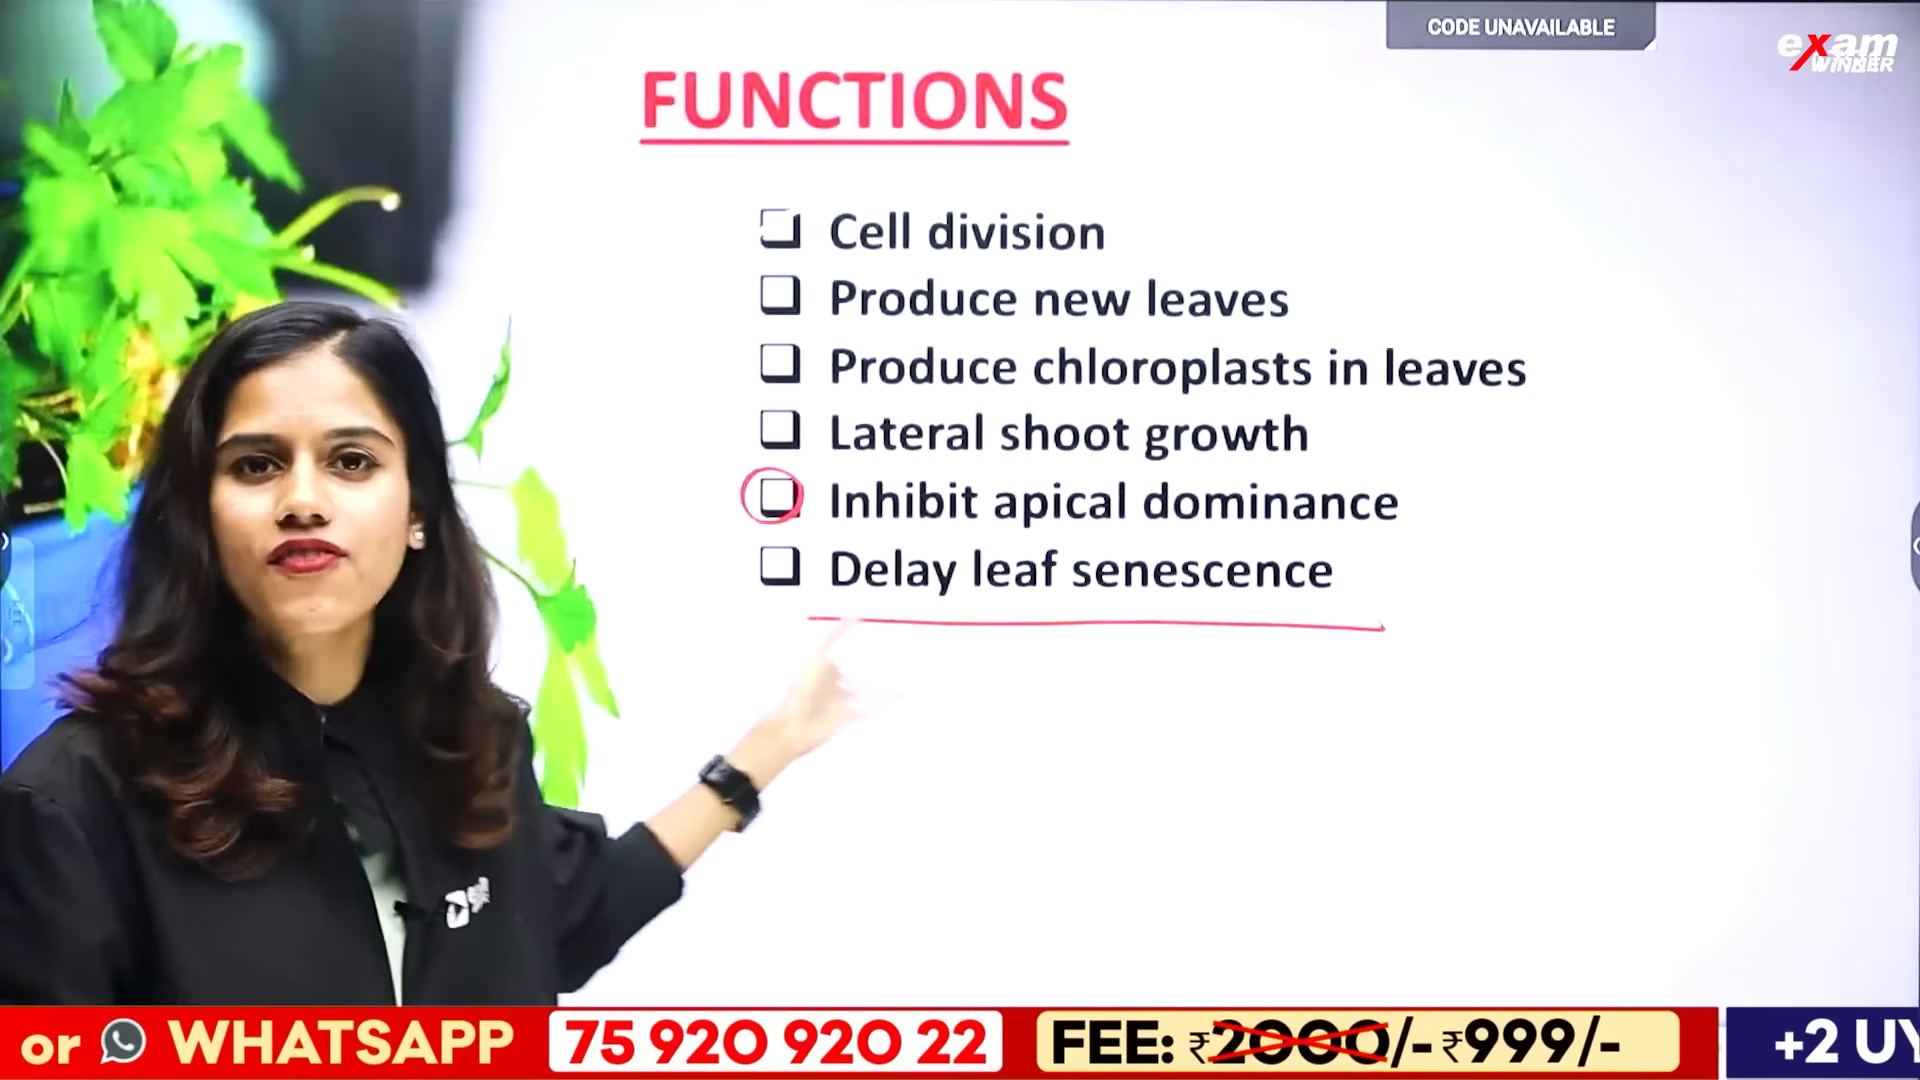 CODE UNAVAILABLE
exam
WINNER
FUNCTIONS
Cell division
Produce new leaves
Produce chloroplasts in leaves
Lateral shoot growth
Inhibit apical dominance
Delay leaf senescence
or WHATSAPP 75 920 920 22 FEE: ₹2000/- ₹999/- +2